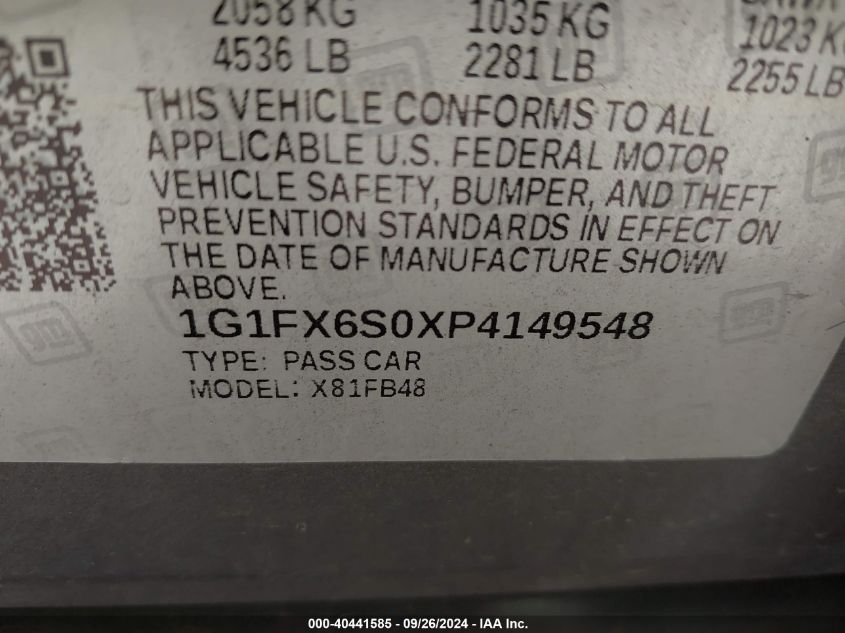 2058 KG 1035 KG
4536 LB 2281 LB 1023 K
2255 LB
THIS VEHICLE CONFORMS TO ALL
APPLICABLE U.S. FEDERAL MOTOR
VEHICLE SAFETY, BUMPER, AND THEFT
PREVENTION STANDARDS IN EFFECT ON
THE DATE OF MANUFACTURE SHOWN
ABOVE.
1G1FX6S0XP4149548
TYPE: PASS CAR
MODEL: X81FB48
000-40441585 - 09/26/2024 - IAA Inc.